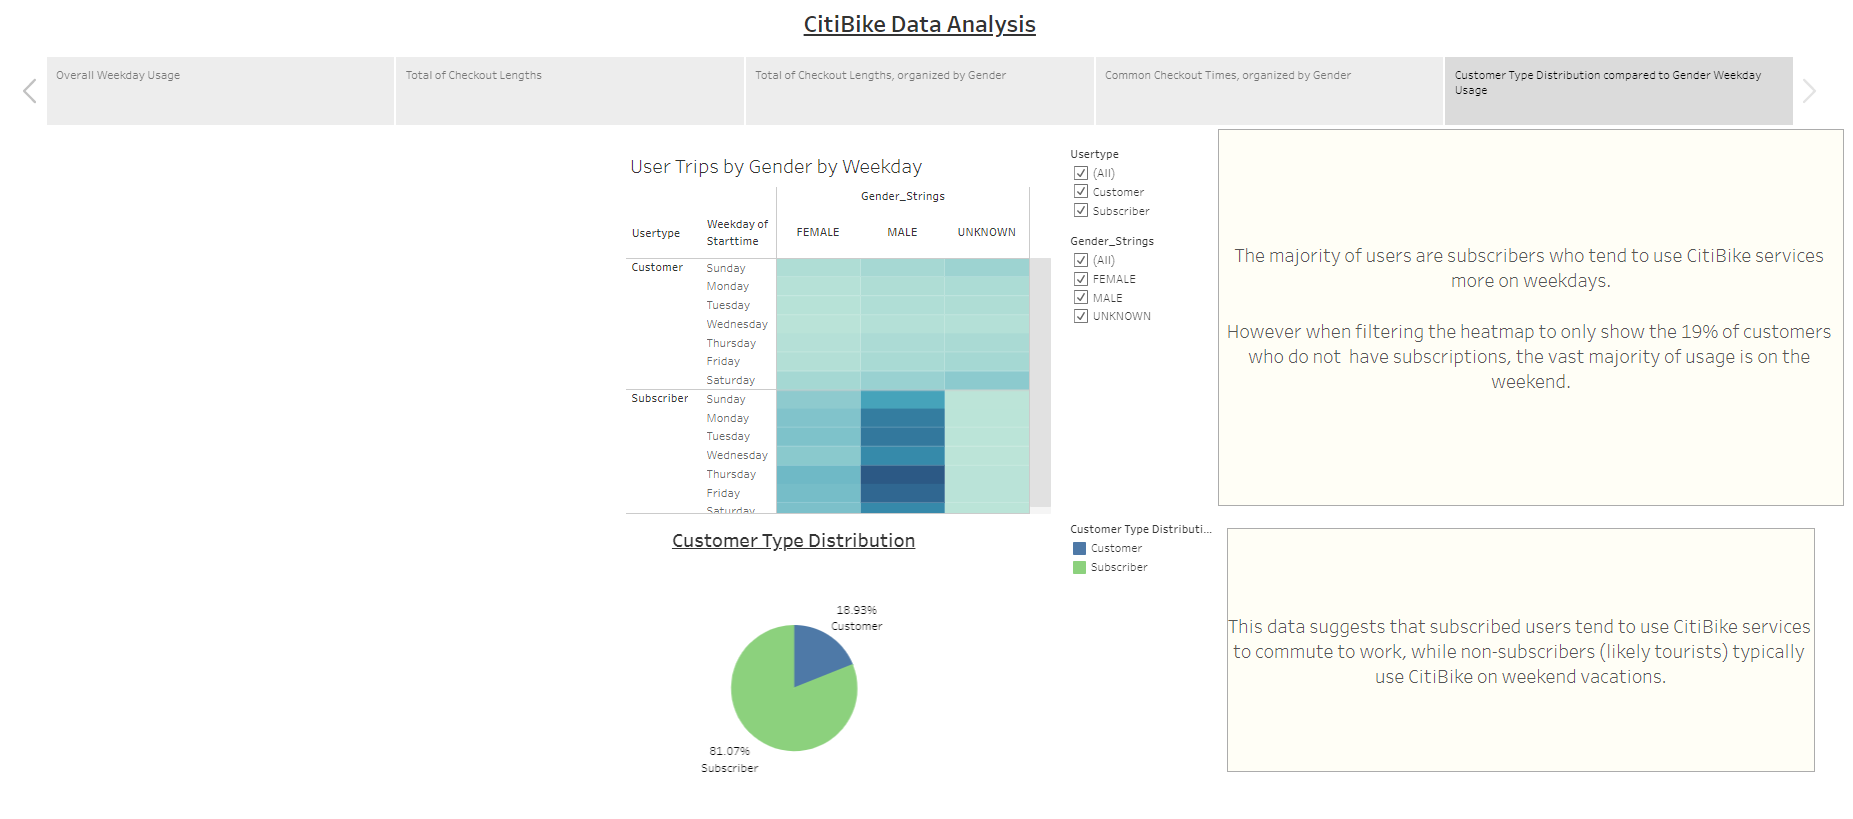 CitiBike Data Analysis
Overall Weekday Usage
Total of Checkout Lengths
Total of Checkout Lengths, organized by Gender
Common Checkout Times, organized by Gender
Customer Type Distribution compared to Gender Weekday
Usage
User Trips by Gender by Weekday
Gender_Strings
Usertype
Weekday of
Starttime
FEMALE
MALE
UNKNOWN
Customer
Sunday
Monday
Tuesday
Wednesday
Thursday
Friday
Saturday
Subscriber
Sunday
Monday
Tuesday
Wednesday
Thursday
Friday
Saturday
Usertype
(All)
Customer
Subscriber
Gender_Strings
(All)
FEMALE
MALE
UNKNOWN
The majority of users are subscribers who tend to use CitiBike services
more on weekdays.
However when filtering the heatmap to only show the 19% of customers
who do not  have subscriptions, the vast majority of usage is on the
weekend.
Customer Type Distribution
18.93%
Customer
81.07%
Subscriber
Customer Type Distributi...
Customer
Subscriber
This data suggests that subscribed users tend to use CitiBike services
to commute to work, while non-subscribers (likely tourists) typically
use CitiBike on weekend vacations.